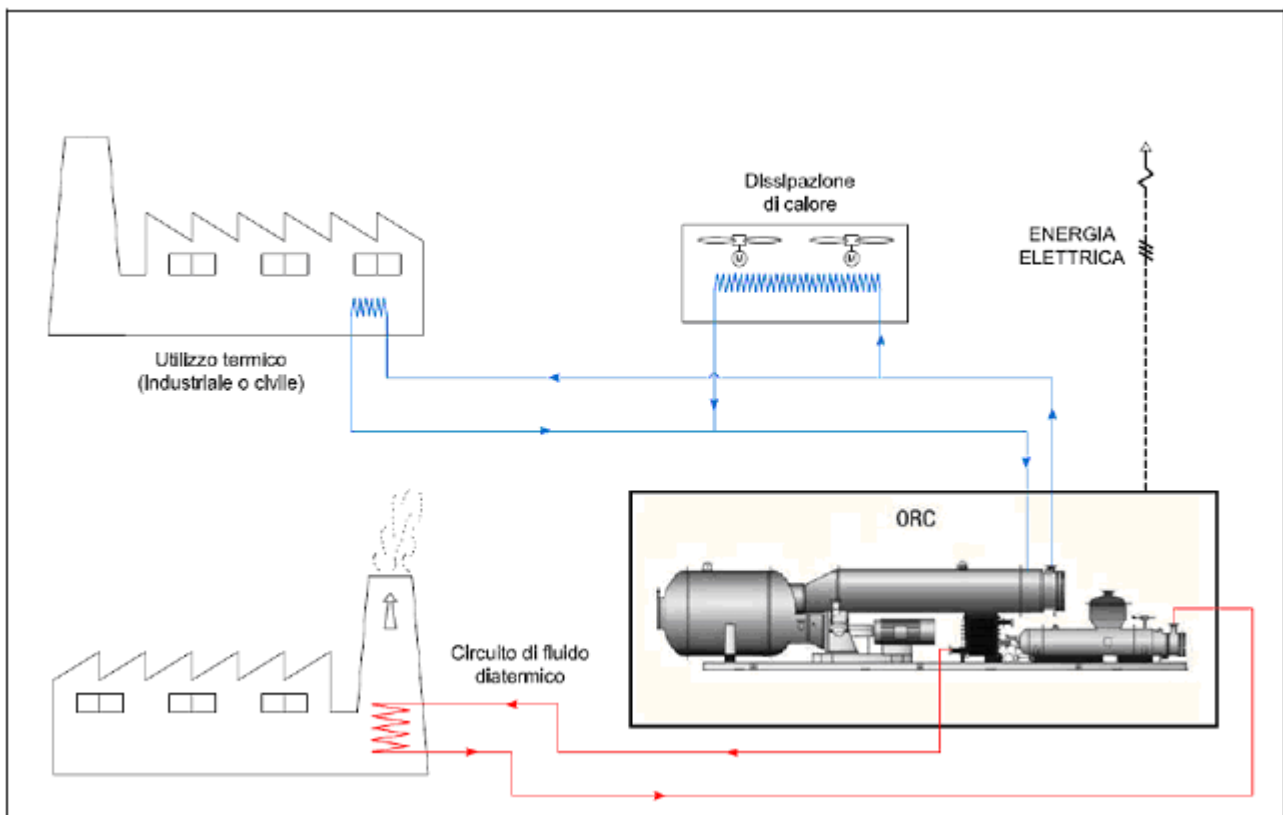 Dissipazione
di calore
ENERGIA
ELETTRICA
M
M
Utilizzo termico
(Industriale o civile)
ORC
Circuito di fluido
diatermico